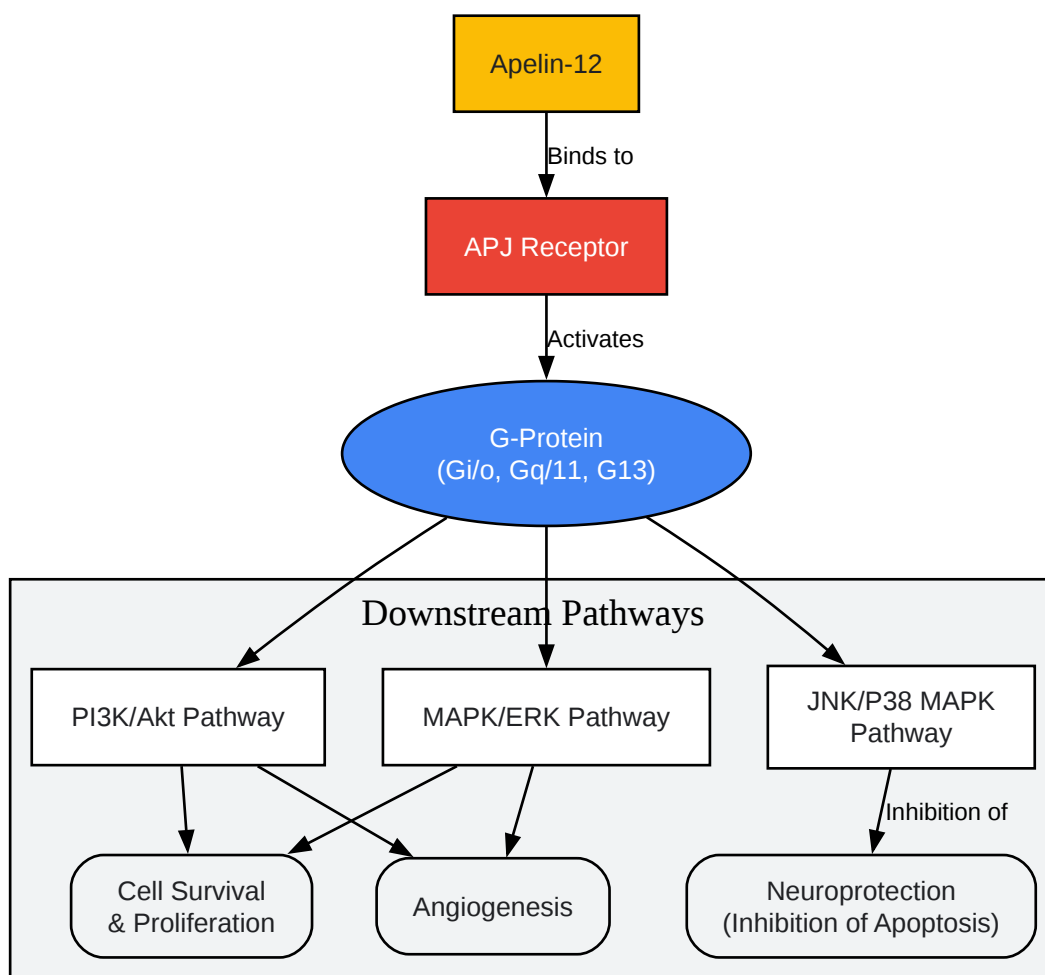 Apelin-12
Binds to
APJ Receptor
Activates
G-Protein
(Gi/o, Gq/11, G13)
Downstream Pathways
PI3K/Akt Pathway
MAPK/ERK Pathway
JNK/P38 MAPK
Pathway
Inhibition of
Cell Survival
& Proliferation
Angiogenesis
Neuroprotection
(Inhibition of Apoptosis)